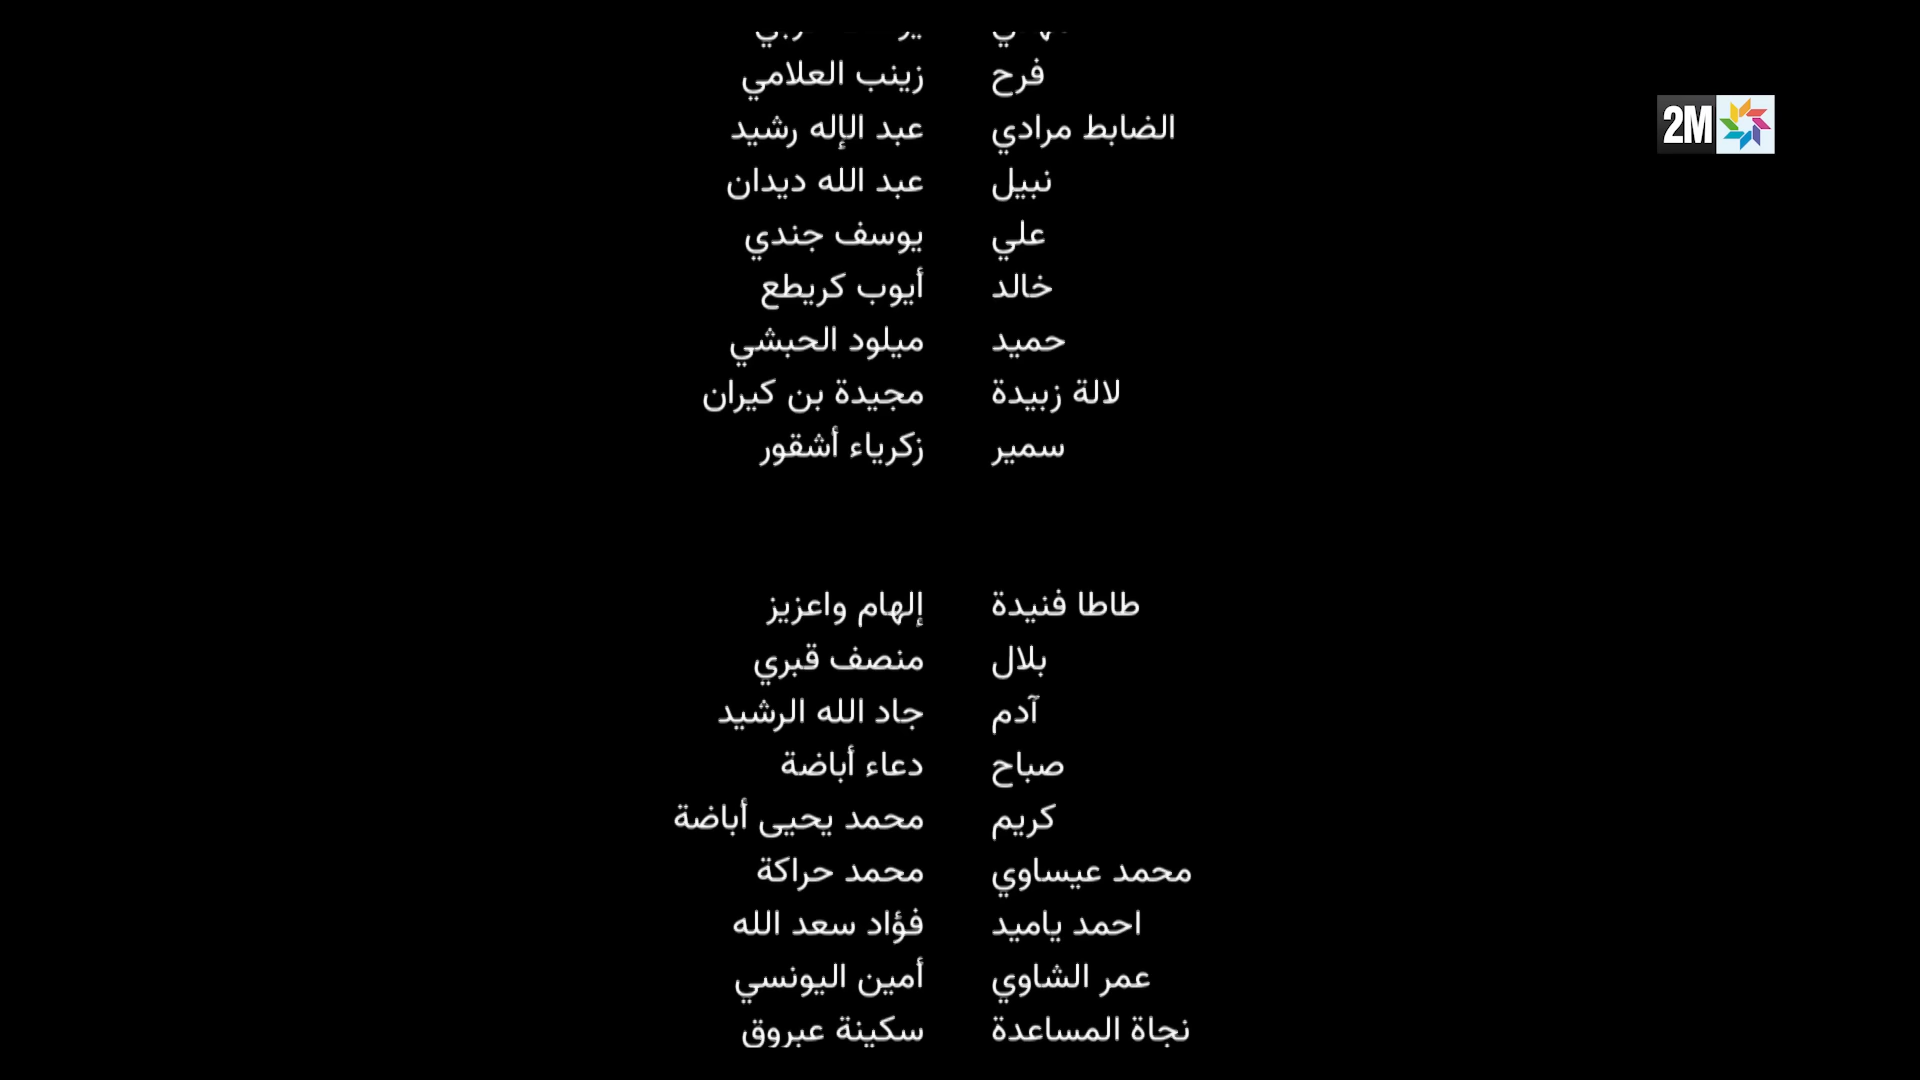 فرح زينب العلامي
الضابط مرادي عبد الإله رشيد
نبيل عبد الله ديدان
علي يوسف جندي
خالد أيوب كريطع
حميد ميلود الحبشي
لالة زبيدة مجيدة بن كيران
سمير زكرياء أشقور
طاطا فنيدة إلهام واعزيز
بلال منصف قبري
آدم جاد الله الرشيد
صباح دعاء أباضة
كريم محمد يحيى أباضة
محمد عيساوي محمد حراكة
احمد ياميد فؤاد سعد الله
عمر الشاوي أمين اليونسي
نجاة المساعدة سكينة عبروق
2M